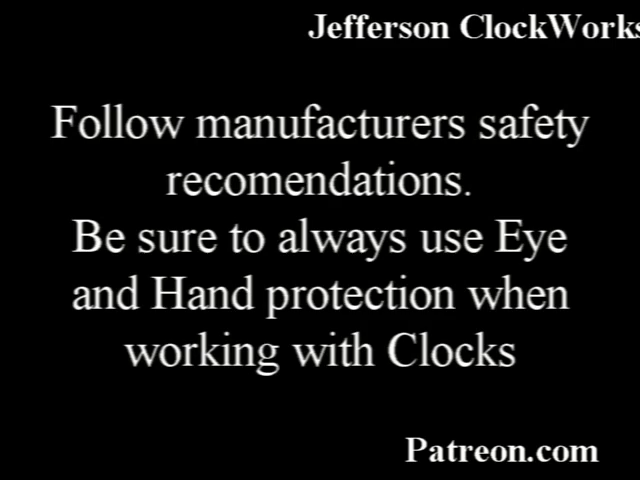 Jefferson ClockWorks
Follow manufacturers safety
recomendations.
Be sure to always use Eye
and Hand protection when
working with Clocks
Patreon.com